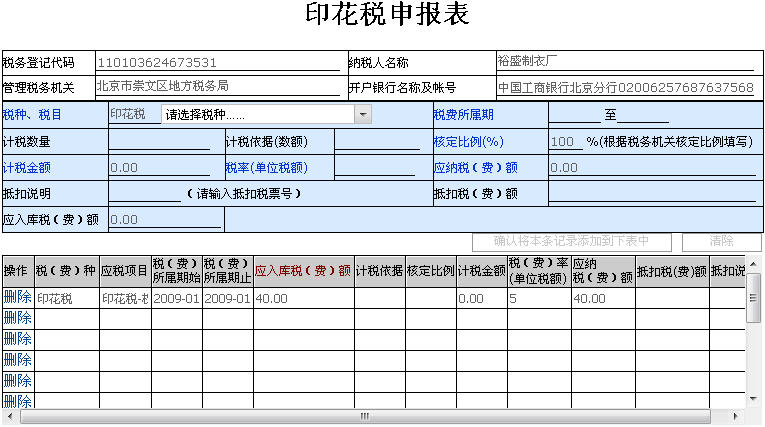 印花税申报表
税务登记代码 110103624673531 纳税人名称 裕盛制衣厂
管理税务机关 北京市崇文区地方税务局 开户银行名称及帐号 中国工商银行北京分行02006257687637568
税种、税目 印花税 请选择税种...... 税费所属期 至
计税数量 计税依据(数额) 核定比例(%) 100 %(根据税务机关核定比例填写)
计税金额 0.00 税率(单位税额) 应纳税（费）额 0.00
抵扣说明 （请输入抵扣税票号） 抵扣税（费）额
应入库税（费）额 0.00
确认将本条记录添加到下表中 清除
操作 税（费）种 应税项目 税（费）所属期始 税（费）所属期止 应入库税（费）额 计税依据 核定比例 计税金额 税（费）率(单位税额) 应纳税（费）额 抵扣税(费)额 抵扣说
删除 印花税 印花税- 2009-01 2009-01 40.00 0.00 5 40.00
删除
删除
删除
删除
删除